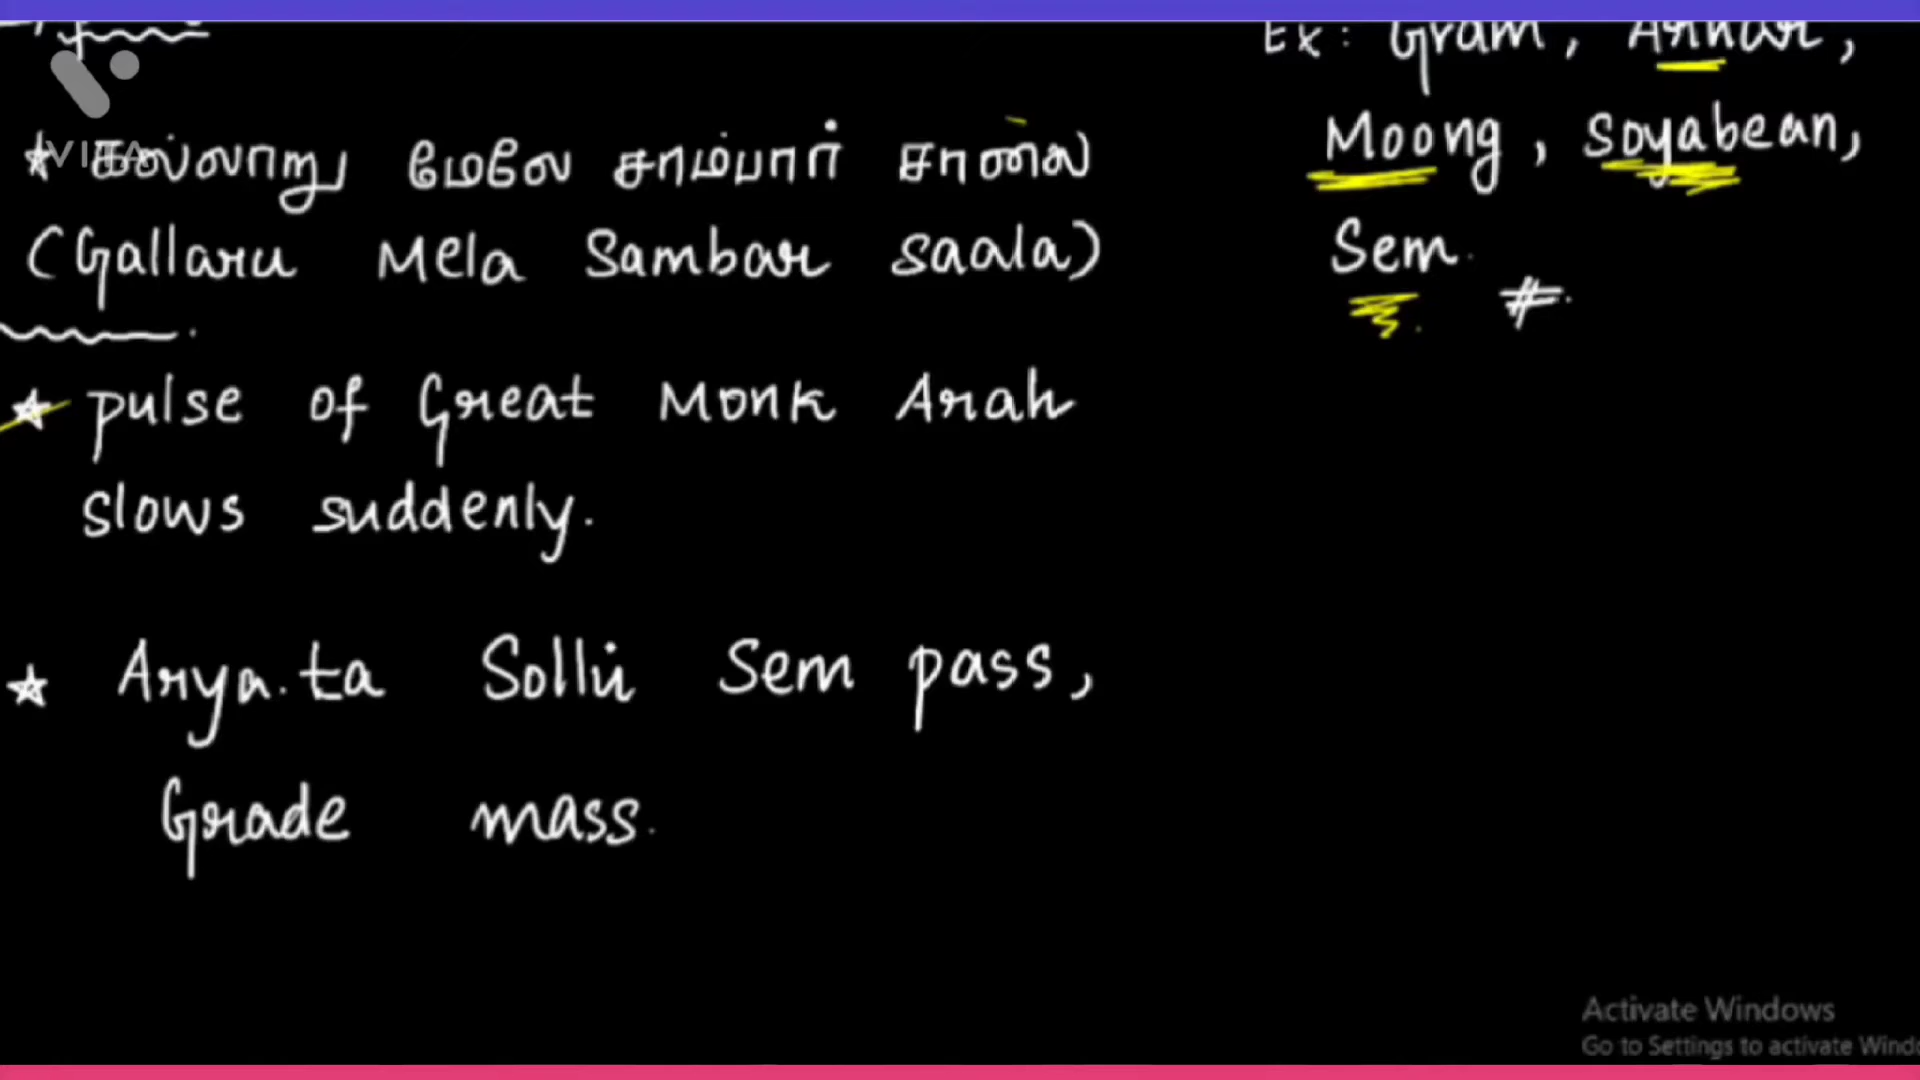 Ex: Gram, Arhar,
Moong, Soyabean,
Sem.
★ கல்லாறு மேலே சாம்பார் சாலை
(Gallaru Mela Sambar Saala)
★ pulse of Great Monk Arah
slows suddenly.
★ Arya.ta Sollu Sem pass,
Grade mass.
VITA
Activate Windows
Go to Settings to activate Windo